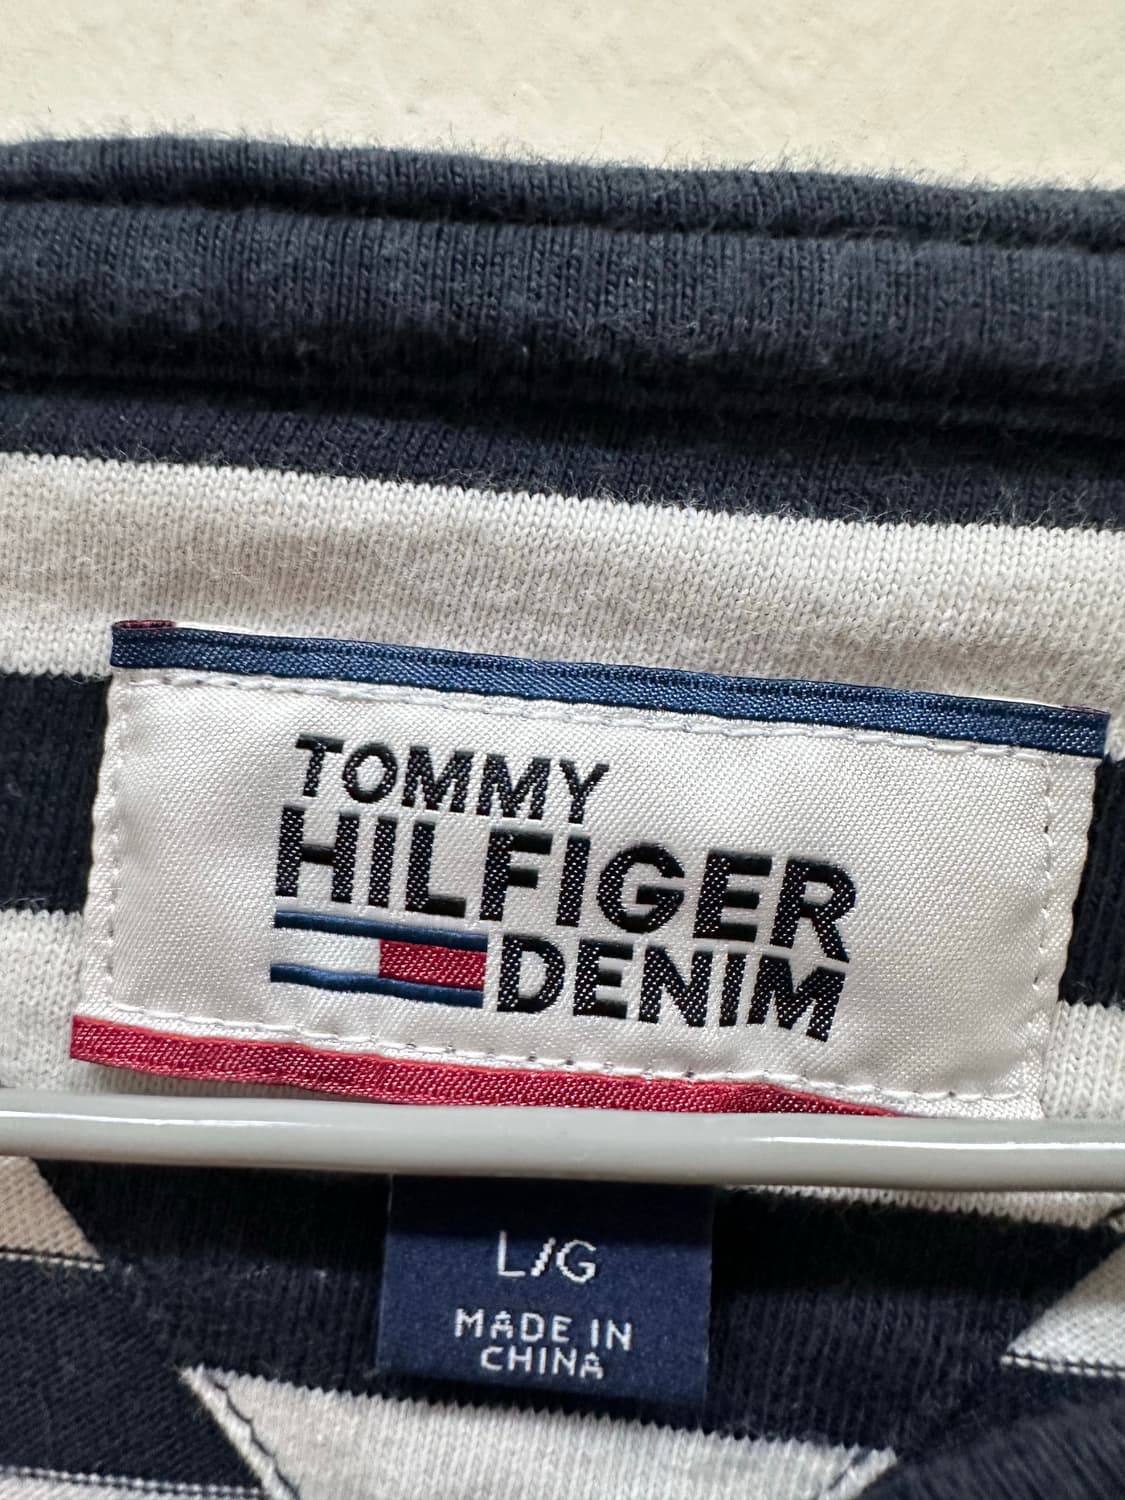 TOMMY
HILFIGER
DENIM
L/G
MADE IN
CHINA